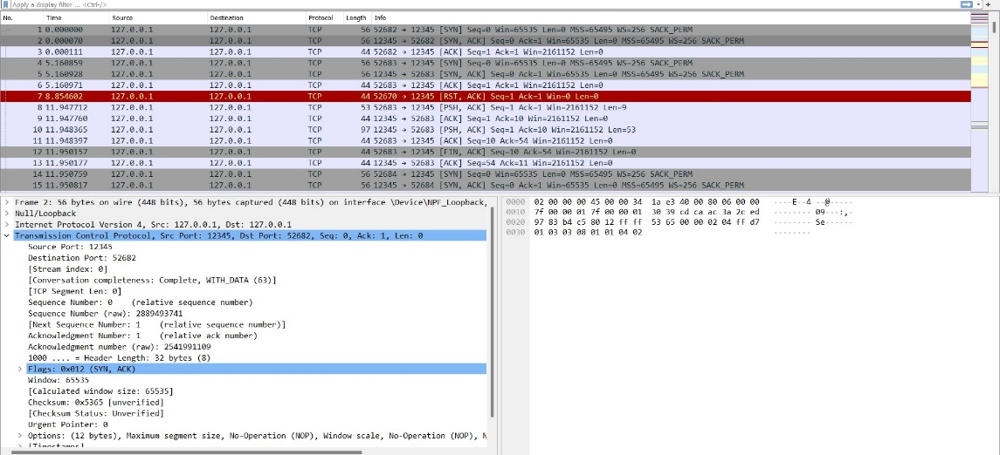 Apply a display filter ... <Ctrl-/>
No. Time Source Destination Protocol Length Info
1 0.000000 127.0.0.1 127.0.0.1 TCP 56 52682 → 12345 [SYN] Seq=0 Win=65535 Len=0 MSS=65495 WS=256 SACK_PERM
2 0.000070 127.0.0.1 127.0.0.1 TCP 56 12345 → 52682 [SYN, ACK] Seq=0 Ack=1 Win=65535 Len=0 MSS=65495 WS=256 SACK_PERM
3 0.000111 127.0.0.1 127.0.0.1 TCP 44 52682 → 12345 [ACK] Seq=1 Ack=1 Win=2161152 Len=0
4 5.160859 127.0.0.1 127.0.0.1 TCP 56 52683 → 12345 [SYN] Seq=0 Win=65535 Len=0 MSS=65495 WS=256 SACK_PERM
5 5.160928 127.0.0.1 127.0.0.1 TCP 56 12345 → 52683 [SYN, ACK] Seq=0 Ack=1 Win=65535 Len=0 MSS=65495 WS=256 SACK_PERM
6 5.160971 127.0.0.1 127.0.0.1 TCP 44 52683 → 12345 [ACK] Seq=1 Ack=1 Win=2161152 Len=0
7 8.854602 127.0.0.1 127.0.0.1 TCP 44 52670 → 12345 [RST, ACK] Seq=1 Ack=1 Win=0 Len=0
8 11.947712 127.0.0.1 127.0.0.1 TCP 53 52683 → 12345 [PSH, ACK] Seq=1 Ack=1 Win=2161152 Len=9
9 11.947760 127.0.0.1 127.0.0.1 TCP 44 12345 → 52683 [ACK] Seq=1 Ack=10 Win=2161152 Len=0
10 11.948365 127.0.0.1 127.0.0.1 TCP 97 12345 → 52683 [PSH, ACK] Seq=1 Ack=10 Win=2161152 Len=53
11 11.948397 127.0.0.1 127.0.0.1 TCP 44 52683 → 12345 [ACK] Seq=10 Ack=54 Win=2161152 Len=0
12 11.950157 127.0.0.1 127.0.0.1 TCP 44 52683 → 12345 [FIN, ACK] Seq=10 Ack=54 Win=2161152 Len=0
13 11.950177 127.0.0.1 127.0.0.1 TCP 44 12345 → 52683 [ACK] Seq=54 Ack=11 Win=2161152 Len=0
14 11.950759 127.0.0.1 127.0.0.1 TCP 56 52684 → 12345 [SYN] Seq=0 Win=65535 Len=0 MSS=65495 WS=256 SACK_PERM
15 11.950817 127.0.0.1 127.0.0.1 TCP 56 12345 → 52684 [SYN, ACK] Seq=0 Ack=1 Win=65535 Len=0 MSS=65495 WS=256 SACK_PERM
Frame 2: 56 bytes on wire (448 bits), 56 bytes captured (448 bits) on interface \Device\NPF_Loopback,
Null/Loopback
Internet Protocol Version 4, Src: 127.0.0.1, Dst: 127.0.0.1
Transmission Control Protocol, Src Port: 12345, Dst Port: 52682, Seq: 0, Ack: 1, Len: 0
Source Port: 12345
Destination Port: 52682
[Stream index: 0]
[Conversation completeness: Complete, WITH_DATA (63)]
[TCP Segment Len: 0]
Sequence Number: 0 (relative sequence number)
Sequence Number (raw): 2889493741
[Next Sequence Number: 1 (relative sequence number)]
Acknowledgment Number: 1 (relative ack number)
Acknowledgment number (raw): 2541991109
1000 .... = Header Length: 32 bytes (8)
Flags: 0x012 (SYN, ACK)
Window: 65535
[Calculated window size: 65535]
Checksum: 0x5365 [unverified]
[Checksum Status: Unverified]
Urgent Pointer: 0
Options: (12 bytes), Maximum segment size, No-Operation (NOP), Window scale, No-Operation (NOP), N
[Timestamps]
0000 02 00 00 00 45 00 00 34 1a e3 40 00 80 06 00 00 ····E··4 ··@·····
0010 7f 00 00 01 7f 00 00 01 30 39 cd ca ac 3a 2c ed ········ 09···:,·
0020 97 83 b4 c5 80 12 ff ff 53 65 00 00 02 04 ff d7 ········ Se······
0030 01 03 03 08 01 01 04 02 ········